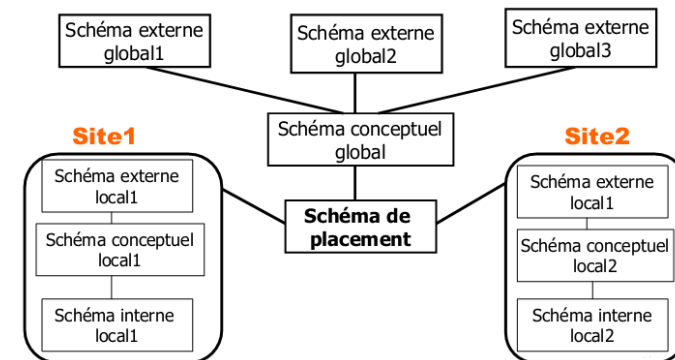 Schéma externe
global1
Schéma externe
global2
Schéma externe
global3
Schéma conceptuel
global
Site1
Site2
Schéma externe
local1
Schéma conceptuel
local1
Schéma interne
local1
Schéma de
placement
Schéma externe
local1
Schéma conceptuel
local2
Schéma interne
local2